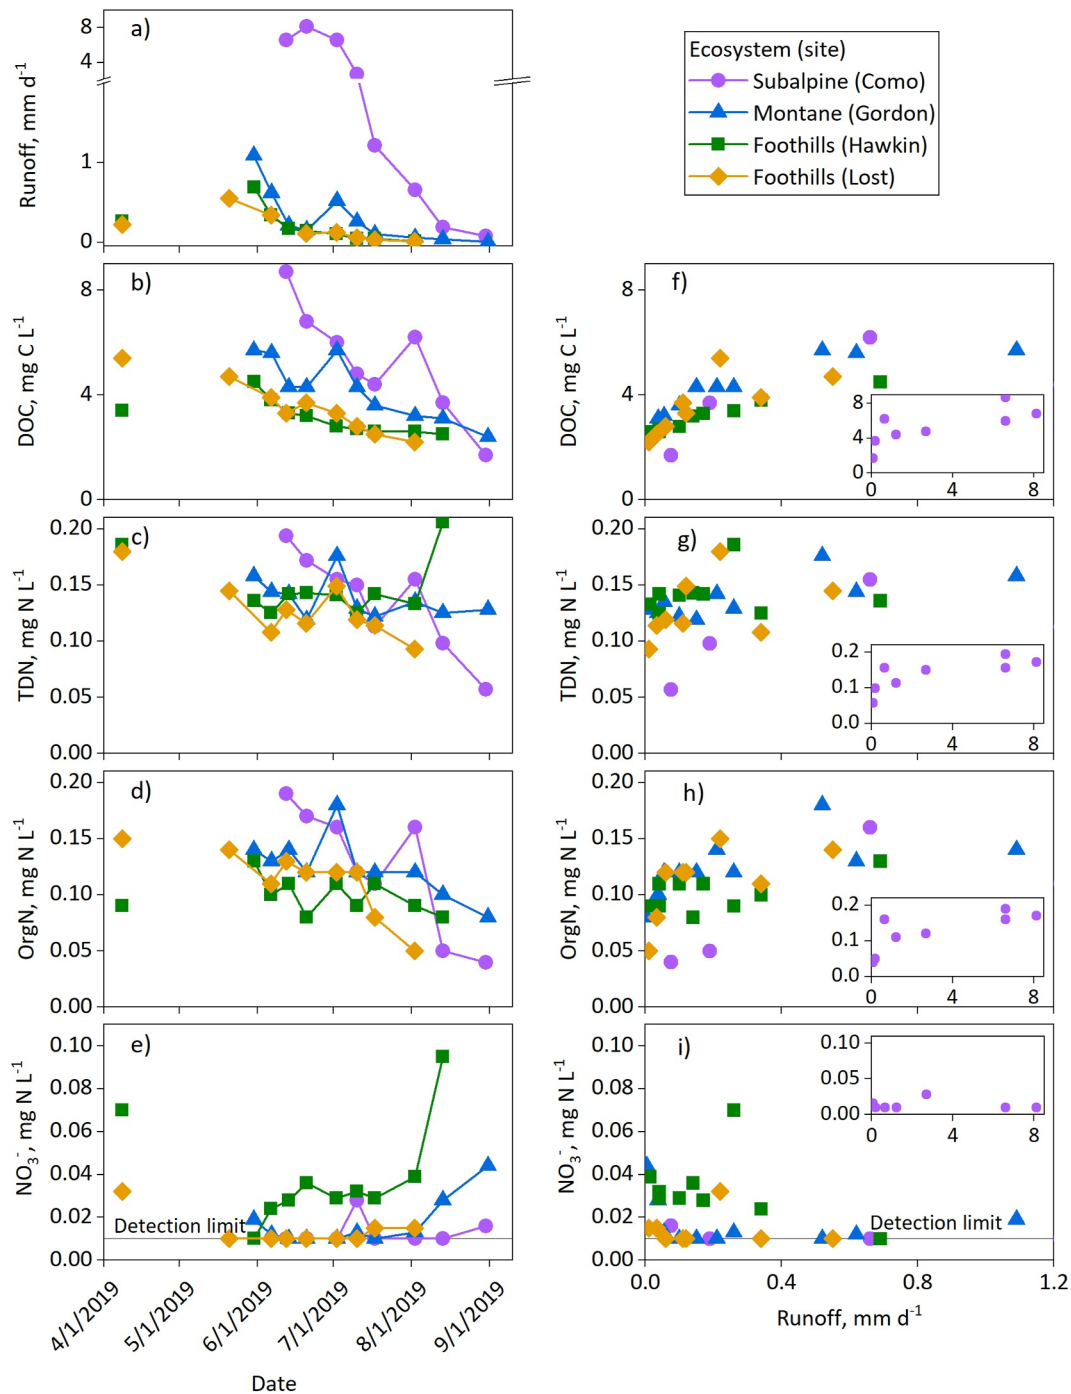 a)
8
4
1
0
Runoff, mm d-1
Ecosystem (site)
Subalpine (Como)
Montane (Gordon)
Foothills (Hawkin)
Foothills (Lost)
b)
8
4
0
DOC, mg C L-1
f)
8
4
0
DOC, mg C L-1
8
4
0
0 4 8
c)
0.20
0.15
0.10
0.05
0.00
TDN, mg N L-1
g)
0.20
0.15
0.10
0.05
0.00
TDN, mg N L-1
0.2
0.1
0.0
0 4 8
d)
0.20
0.15
0.10
0.05
0.00
OrgN, mg N L-1
h)
0.20
0.15
0.10
0.05
0.00
OrgN, mg N L-1
0.2
0.1
0.0
0 4 8
e)
0.10
0.08
0.06
0.04
0.02
0.00
NO3-, mg N L-1
Detection limit
4/1/2019 5/1/2019 6/1/2019 7/1/2019 8/1/2019 9/1/2019
Date
i)
0.10
0.08
0.06
0.04
0.02
0.00
NO3-, mg N L-1
0.10
0.05
0.00
0 4 8
Detection limit
0.0 0.4 0.8 1.2
Runoff, mm d-1